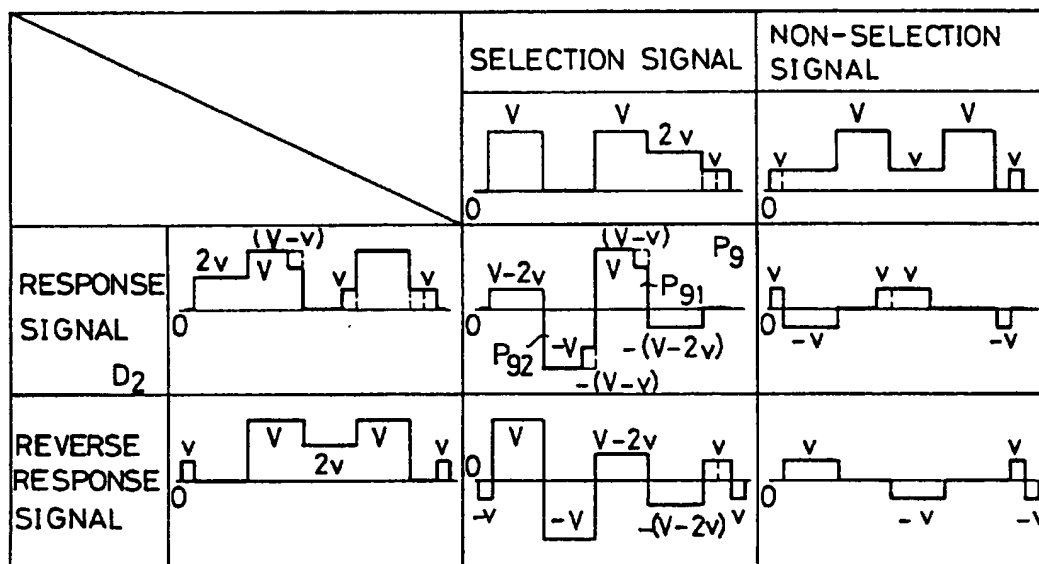 SELECTION SIGNAL
NON-SELECTION
SIGNAL
V V 2v v
0
v V v V v
0
RESPONSE
SIGNAL
D2
2v (V-v) V v v
0
V-2v (V-v) P9
V P91
0
P92 -V -(V-2v)
-(V-v)
v v v
0
-v -v
REVERSE
RESPONSE
SIGNAL
v V V v
2v
0
V V-2v v
0
-v -V -(V-2v) v
v v
0
-v -v